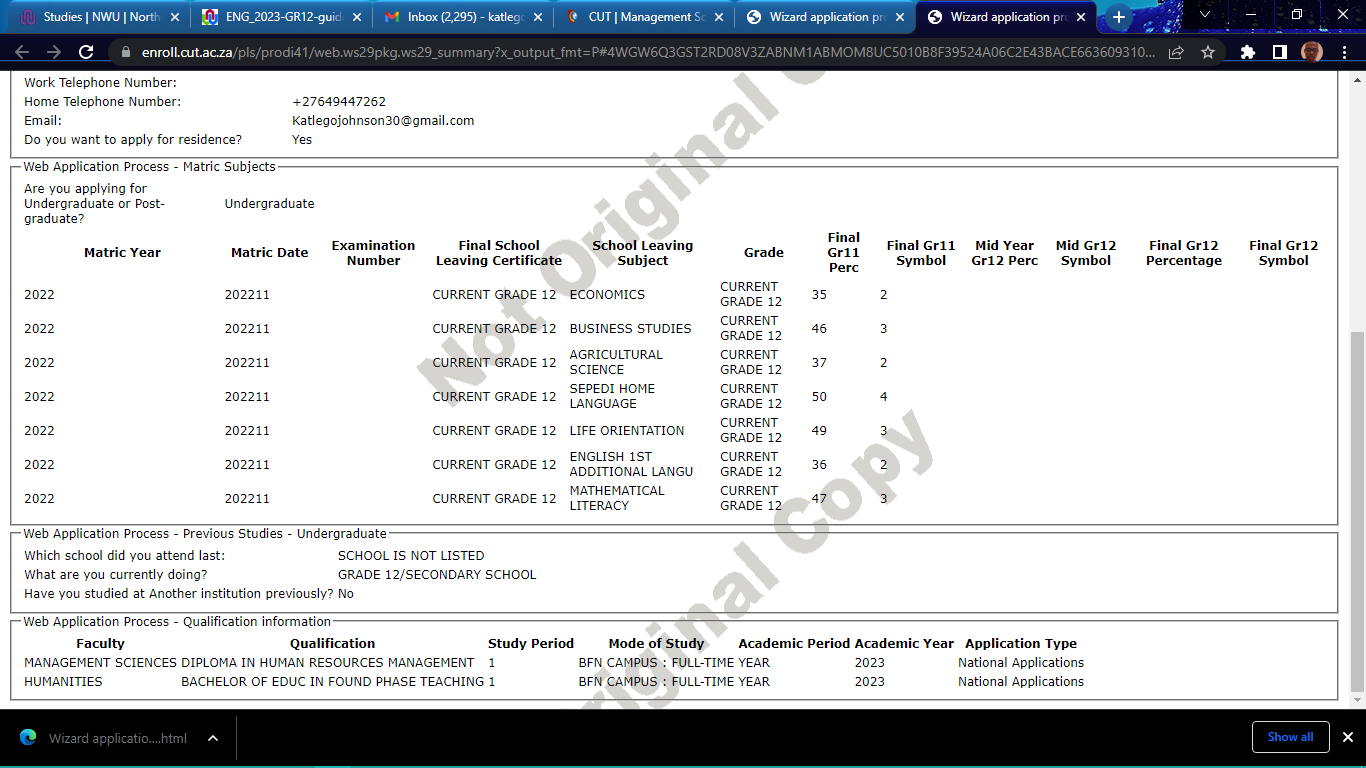 Studies | NWU | North
ENG_2023-GR12-guid
Inbox (2,295) - katleg
CUT | Management Sc
Wizard application pr
Wizard application pr
enroll.cut.ac.za/pls/prodi41/web.ws29pkg.ws29_summary?x_output_fmt=P#4WGW6Q3GST2RD08V3ZABNM1ABMOM8UC5010B8F39524A06C2E43BACE663609310...
Work Telephone Number:
Home Telephone Number: +27649447262
Email: Katlegojohnson30@gmail.com
Do you want to apply for residence? Yes
Web Application Process - Matric Subjects
Are you applying for
Undergraduate or Post- Undergraduate
graduate?
Matric Year Matric Date Examination Number Final School Leaving Certificate School Leaving Subject Grade Final Gr11 Perc Final Gr11 Symbol Mid Year Gr12 Perc Mid Gr12 Symbol Final Gr12 Percentage Final Gr12 Symbol
2022 202211 CURRENT GRADE 12 ECONOMICS CURRENT GRADE 12 35 2
2022 202211 CURRENT GRADE 12 BUSINESS STUDIES CURRENT GRADE 12 46 3
2022 202211 CURRENT GRADE 12 AGRICULTURAL SCIENCE CURRENT GRADE 12 37 2
2022 202211 CURRENT GRADE 12 SEPEDI HOME LANGUAGE CURRENT GRADE 12 50 4
2022 202211 CURRENT GRADE 12 LIFE ORIENTATION CURRENT GRADE 12 49 3
2022 202211 CURRENT GRADE 12 ENGLISH 1ST ADDITIONAL LANGU CURRENT GRADE 12 36 2
2022 202211 CURRENT GRADE 12 MATHEMATICAL LITERACY CURRENT GRADE 12 47 3
Web Application Process - Previous Studies - Undergraduate
Which school did you attend last: SCHOOL IS NOT LISTED
What are you currently doing? GRADE 12/SECONDARY SCHOOL
Have you studied at Another institution previously? No
Web Application Process - Qualification information
Faculty Qualification Study Period Mode of Study Academic Period Academic Year Application Type
MANAGEMENT SCIENCES DIPLOMA IN HUMAN RESOURCES MANAGEMENT 1 BFN CAMPUS : FULL-TIME YEAR 2023 National Applications
HUMANITIES BACHELOR OF EDUC IN FOUND PHASE TEACHING 1 BFN CAMPUS : FULL-TIME YEAR 2023 National Applications
Not Original Copy
riginal Copy
Wizard applicatio....html
Show all